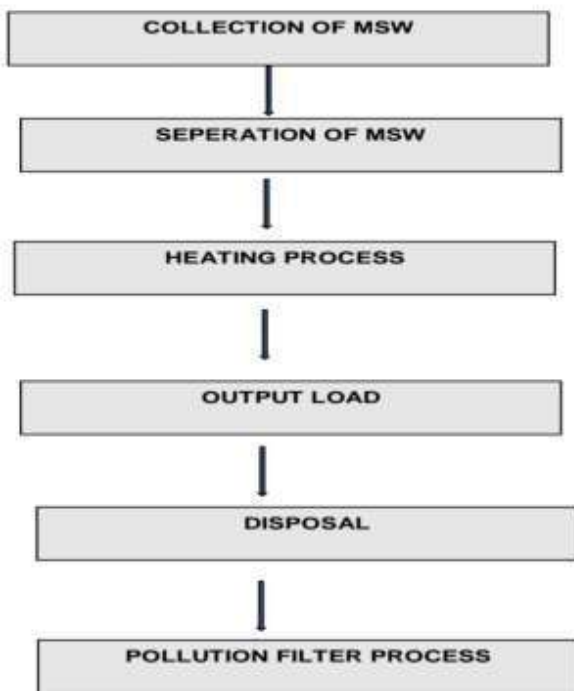 COLLECTION OF MSW
SEPERATION OF MSW
HEATING PROCESS
OUTPUT LOAD
DISPOSAL
POLLUTION FILTER PROCESS